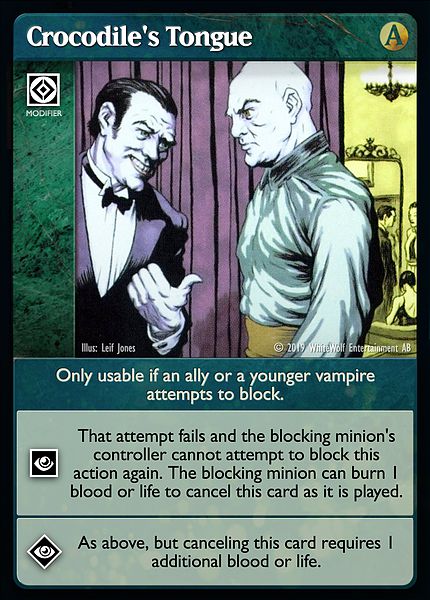 Crocodile's Tongue
A
MODIFIER
Illus: Leif Jones
© 2019 WhiteWolf Entertainment AB
Only usable if an ally or a younger vampire
attempts to block.
That attempt fails and the blocking minion's
controller cannot attempt to block this
action again. The blocking minion can burn 1
blood or life to cancel this card as it is played.
As above, but canceling this card requires 1
additional blood or life.